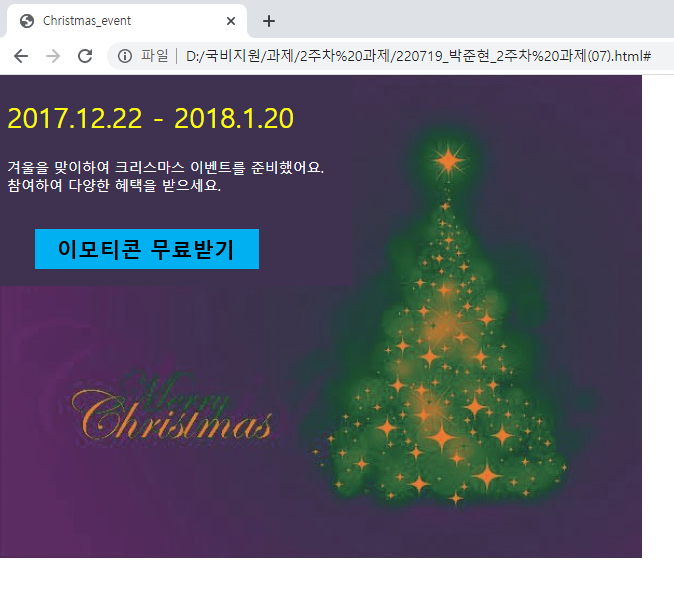 Christmas_event
파일 D:/국비지원/과제/2주차%20과제/220719_박준현_2주차%20과제(07).html#
2017.12.22 - 2018.1.20
겨울을 맞이하여 크리스마스 이벤트를 준비했어요.
참여하여 다양한 혜택을 받으세요.
이모티콘 무료받기
Merry
Christmas